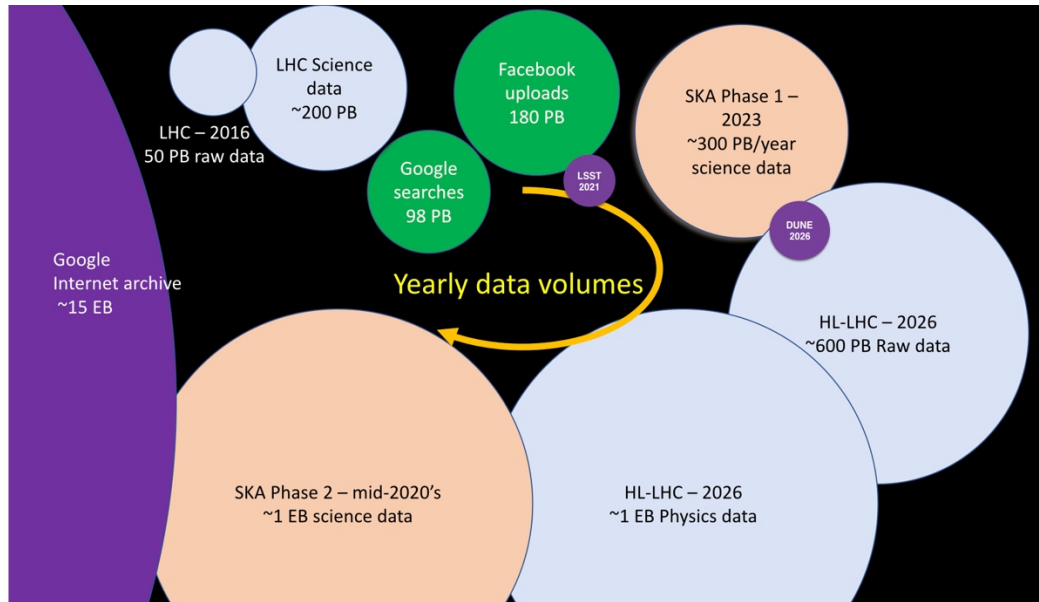 LHC Science
data
~200 PB
LHC – 2016
50 PB raw data
Facebook
uploads
180 PB
Google
searches
98 PB
LSST
2021
SKA Phase 1 –
2023
~300 PB/year
science data
DUNE
2026
Google
Internet archive
~15 EB
Yearly data volumes
HL-LHC – 2026
~600 PB Raw data
SKA Phase 2 – mid-2020's
~1 EB science data
HL-LHC – 2026
~1 EB Physics data